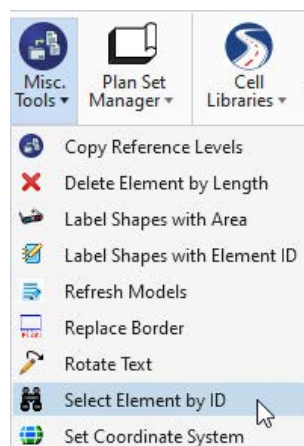 Misc.
Tools
Plan Set
Manager
Cell
Libraries
Copy Reference Levels
Delete Element by Length
Label Shapes with Area
Label Shapes with Element ID
Refresh Models
Replace Border
Rotate Text
Select Element by ID
Set Coordinate System